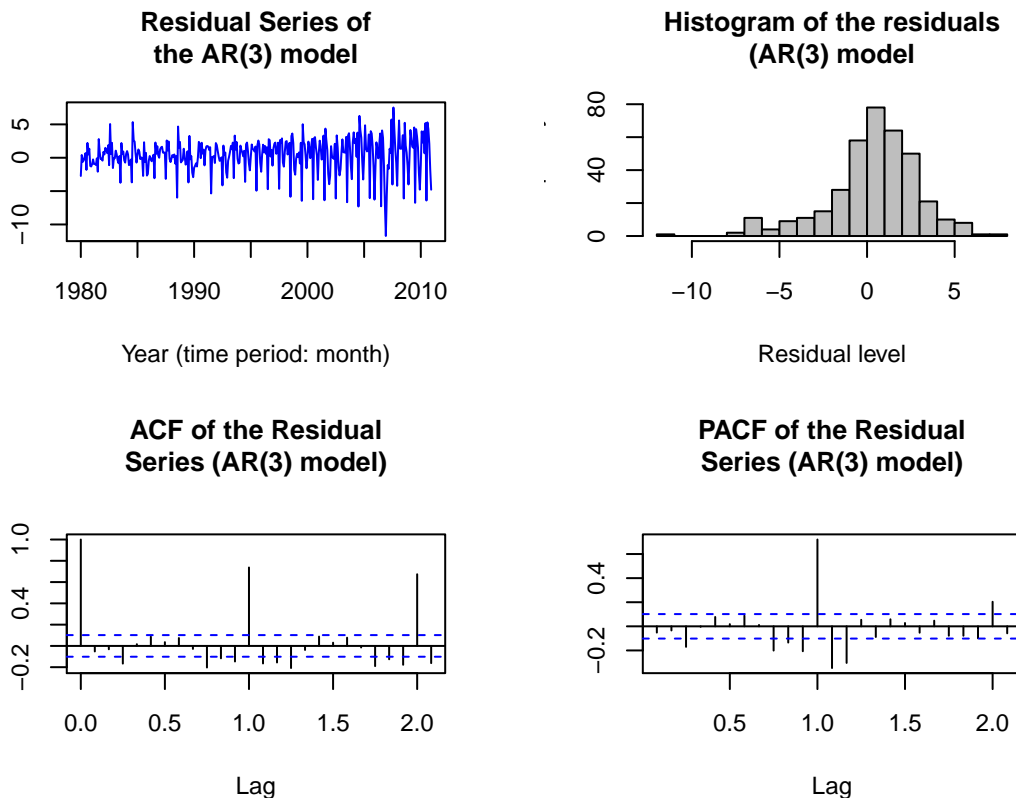 Residual Series of
the AR(3) model
5
0
−10
1980 1990 2000 2010
Year (time period: month)
Histogram of the residuals
(AR(3) model
80
40
0
−10 −5 0 5
Residual level
ACF of the Residual
Series (AR(3) model)
1.0
0.4
−0.2
0.0 0.5 1.0 1.5 2.0
Lag
PACF of the Residual
Series (AR(3) model)
0.4
−0.2
0.5 1.0 1.5 2.0
Lag